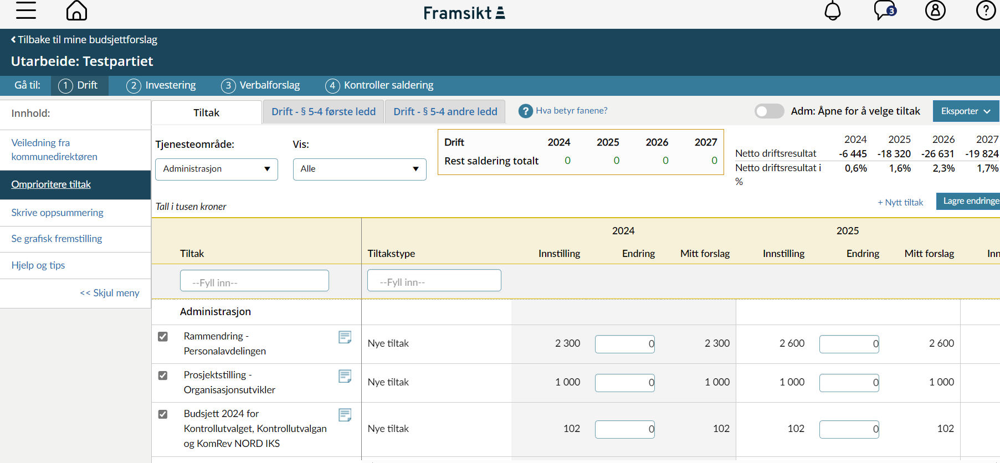 Framsikt
3
?
Tilbake til mine budsjettforslag
Utarbeide: Testpartiet
Gå til: 1 Drift 2 Investering 3 Verbalforslag 4 Kontroller saldering
Innhold:
Veiledning fra
kommunedirektøren
Omprioritere tiltak
Skrive oppsummering
Se grafisk fremstilling
Hjelp og tips
<< Skjul meny
Tiltak Drift - § 5-4 første ledd Drift - § 5-4 andre ledd ? Hva betyr fanene? Adm: Åpne for å velge tiltak Eksporter
Tjenesteområde: Vis:
Administrasjon Alle
Drift 2024 2025 2026 2027
Rest saldering totalt 0 0 0 0
2024 2025 2026 2027
Netto driftsresultat -6 445 -18 320 -26 631 -19 824
Netto driftsresultat i 0,6% 1,6% 2,3% 1,7%
%
Tall i tusen kroner + Nytt tiltak Lagre endringe
2024 2025
Tiltak Tiltakstype Innstilling Endring Mitt forslag Innstilling Endring Mitt forslag Inn
--Fyll inn-- --Fyll inn--
Administrasjon
Rammendring -
Personalavdelingen
Nye tiltak 2 300 0 2 300 2 600 0 2 600
Prosjektstilling -
Organisasjonsutvikler
Nye tiltak 1 000 0 1 000 1 000 0 1 000
Budsjett 2024 for
Kontrollutvalget, Kontrollutvalgan
og KomRev NORD IKS
Nye tiltak 102 0 102 102 0 102